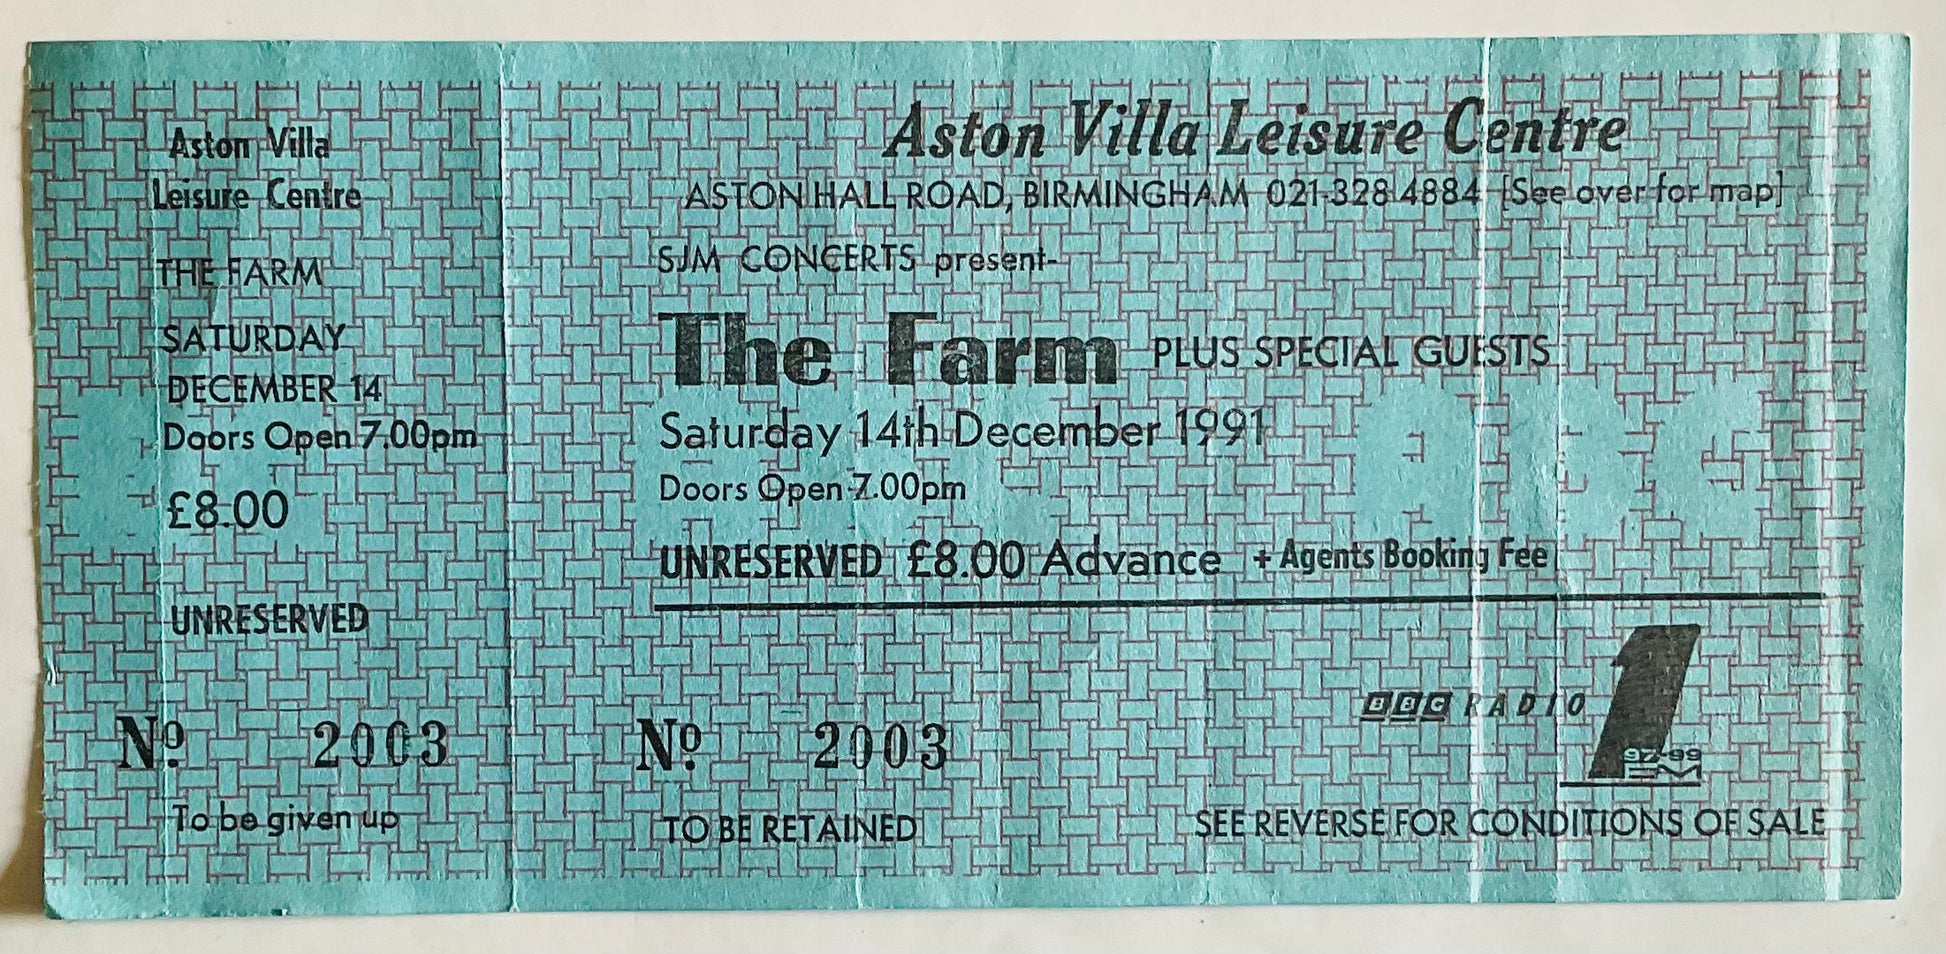 Aston Villa
Leisure Centre
THE FARM
SATURDAY
DECEMBER 14
Doors Open 7.00pm
£8.00
UNRESERVED
Nº 2003
To be given up
Aston Villa Leisure Centre
ASTON HALL ROAD, BIRMINGHAM 021-328 4884 [See over for map]
SJM CONCERTS present-
The Farm PLUS SPECIAL GUESTS
Saturday 14th December 1991
Doors Open 7.00pm
UNRESERVED £8.00 Advance + Agents Booking Fee
BBC RADIO 1
97-99
FM
Nº 2003
TO BE RETAINED
SEE REVERSE FOR CONDITIONS OF SALE